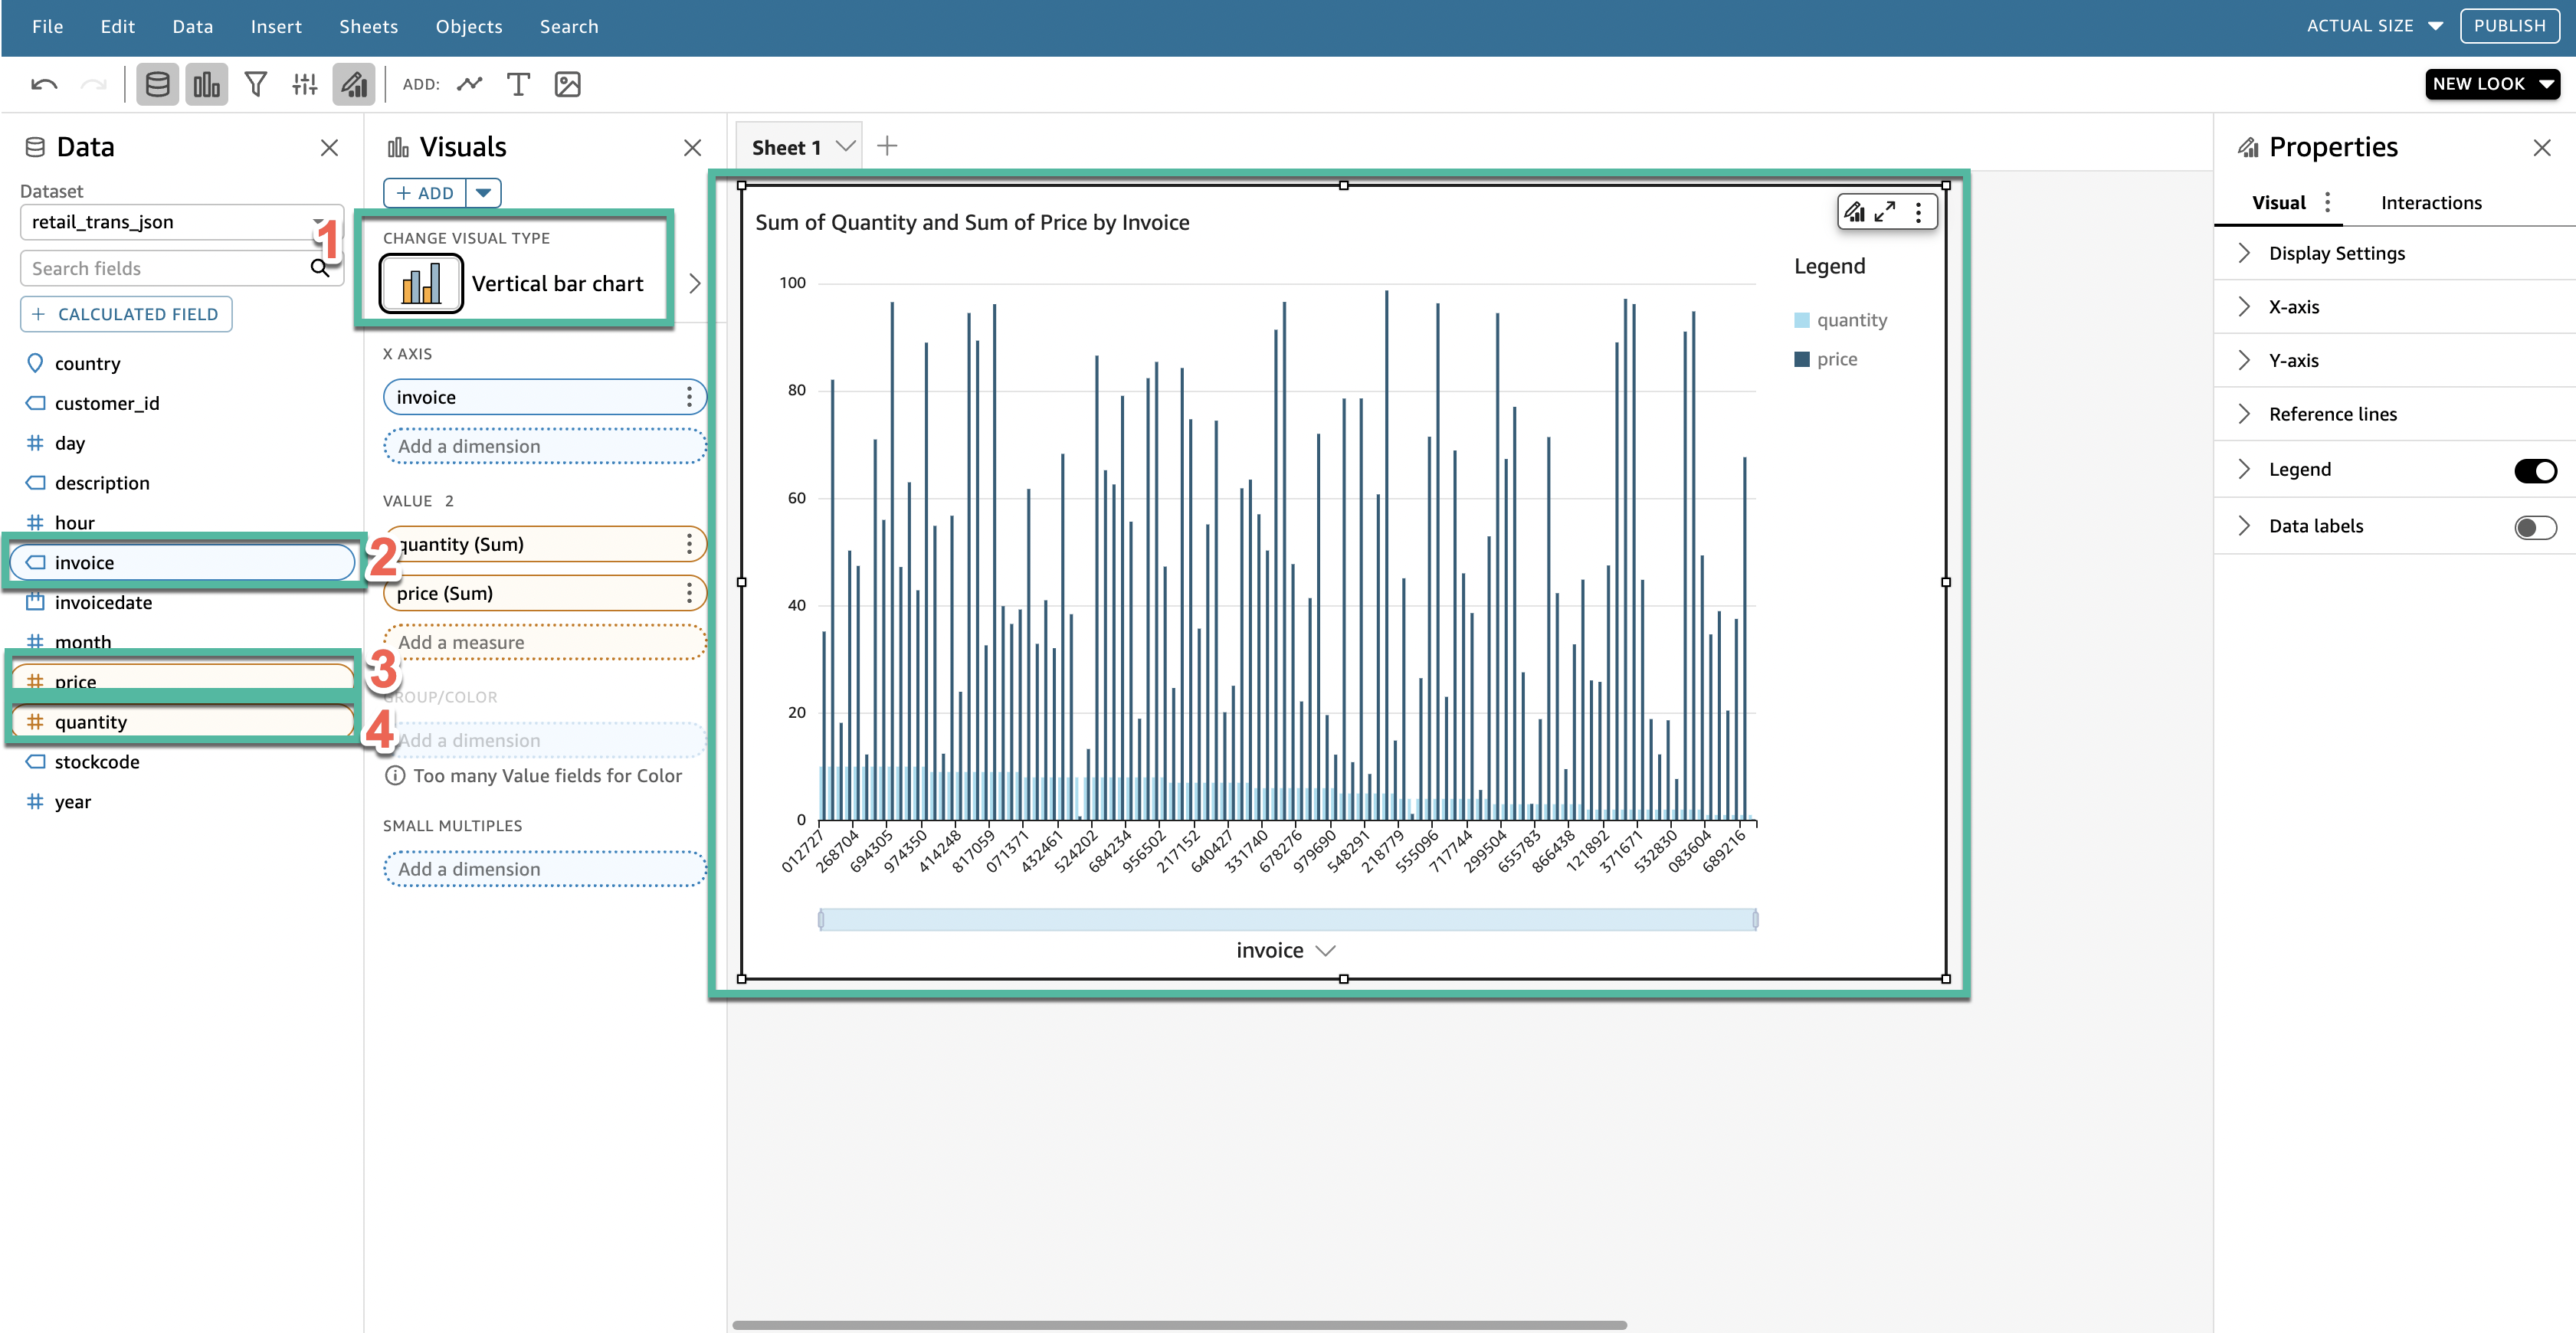 File Edit Data Insert Sheets Objects Search ACTUAL SIZE PUBLISH
ADD: NEW LOOK
Data
Dataset
retail_trans_json
Search fields
CALCULATED FIELD
country
customer_id
day
description
hour
invoice
invoicedate
month
price
quantity
stockcode
year
1
2
3
4
Visuals
ADD
CHANGE VISUAL TYPE
Vertical bar chart
X AXIS
invoice
Add a dimension
VALUE 2
quantity (Sum)
price (Sum)
Add a measure
GROUP/COLOR
Add a dimension
Too many Value fields for Color
SMALL MULTIPLES
Add a dimension
Sheet 1
Sum of Quantity and Sum of Price by Invoice
100
80
60
40
20
0
012727 268704 694305 974350 414248 817059 071371 432461 524202 684234 956502 217152 640427 331740 678276 979690 548291 218779 555096 717744 299504 655783 866438 121892 371671 532830 083604 689216
invoice
Legend
quantity
price
Properties
Visual Interactions
Display Settings
X-axis
Y-axis
Reference lines
Legend
Data labels